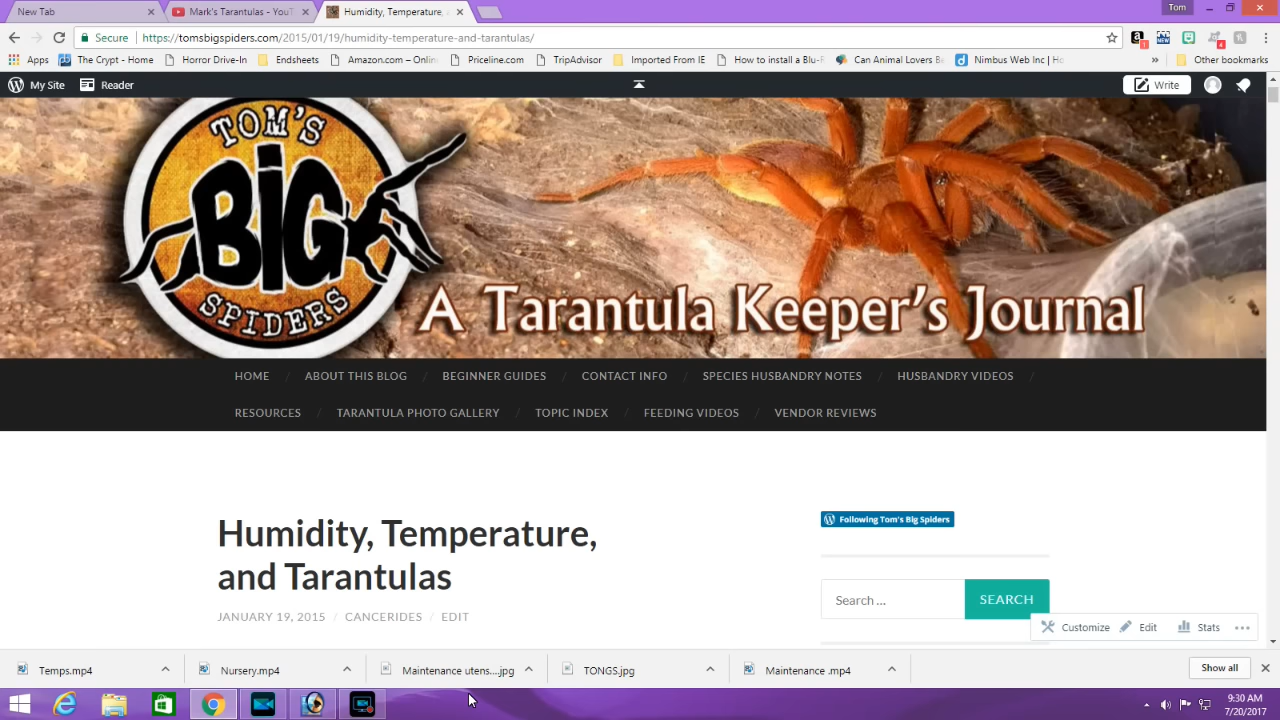 New Tab
Mark's Tarantulas - YouT
Humidity, Temperature,
Tom
Secure
https://tomsbigspiders.com/2015/01/19/humidity-temperature-and-tarantulas/
1
NEW
4
Apps
The Crypt - Home
Horror Drive-In
Endsheets
Amazon.com – Onlin
PCPitline.com
TripAdvisor
Imported From IE
How to install a Blu-R
Can Animal Lovers Be
Nimbus Web Inc | Ho
Other bookmarks
My Site
Reader
Write
TOM'S
BIG
SPIDERS
A Tarantula Keeper's Journal
HOME / ABOUT THIS BLOG / BEGINNER GUIDES / CONTACT INFO / SPECIES HUSBANDRY NOTES / HUSBANDRY VIDEOS /
RESOURCES / TARANTULA PHOTO GALLERY / TOPIC INDEX / FEEDING VIDEOS / VENDOR REVIEWS
Following Tom's Big Spiders
Humidity, Temperature,
and Tarantulas
Search ...
SEARCH
JANUARY 19, 2015 / CANCERIDES / EDIT
Customize
Edit
Stats
Temps.mp4
Nursery.mp4
Maintenance utens....jpg
TONGS.jpg
Maintenance .mp4
Show all
9:30 AM
7/20/2017